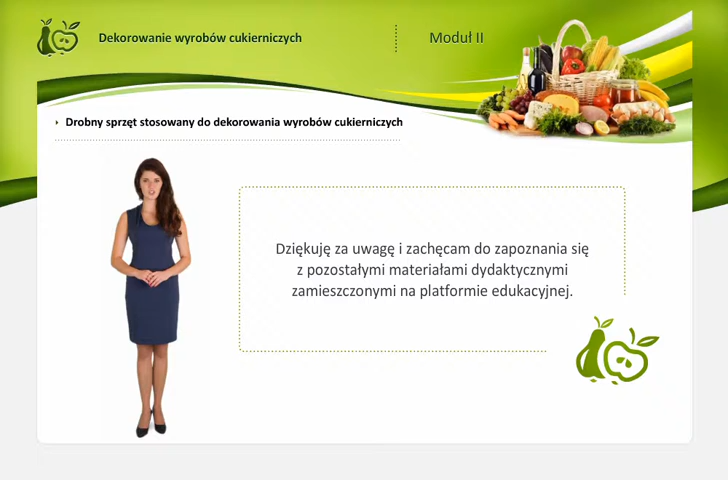 Dekorowanie wyrobów cukierniczych
Moduł II
Drobny sprzęt stosowany do dekorowania wyrobów cukierniczych
Dziękuję za uwagę i zachęcam do zapoznania się
z pozostałymi materiałami dydaktycznymi
zamieszczonymi na platformie edukacyjnej.